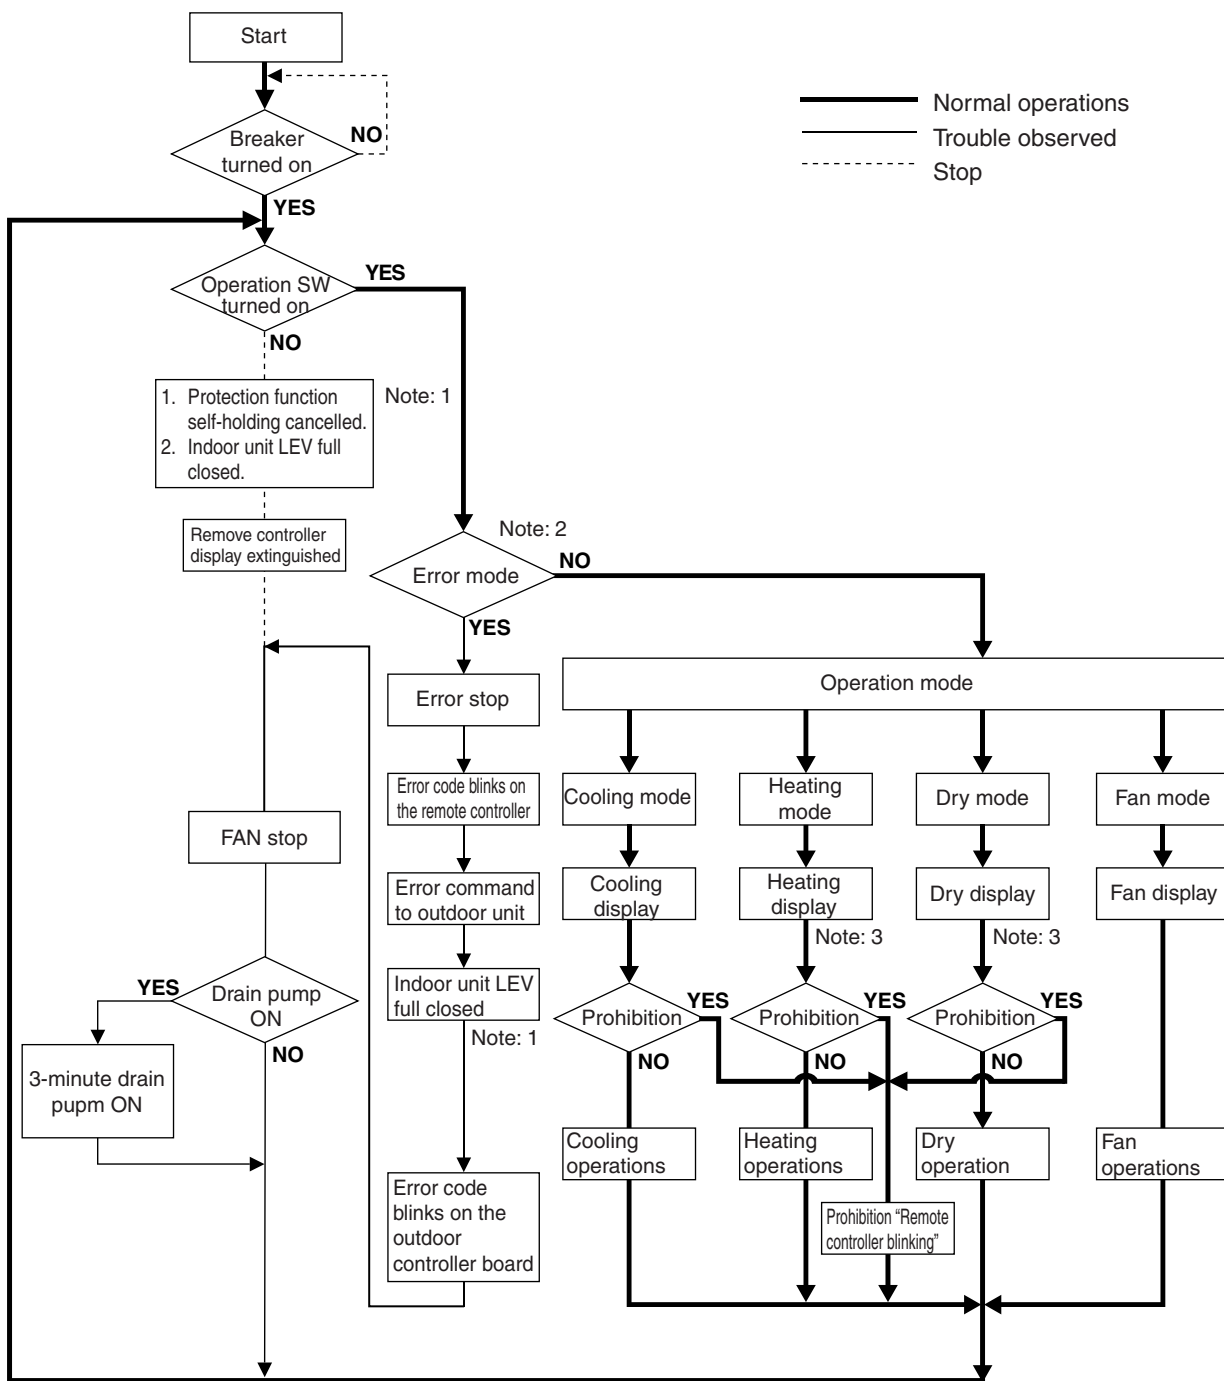 Start
Normal operations
Trouble observed
Stop
Breaker
turned on
NO
YES
Operation SW
turned on
YES
NO
1. Protection function
self-holding cancelled.
2. Indoor unit LEV full
closed.
Note: 1
Remove controller
display extinguished
Note: 2
Error mode
NO
YES
Error stop
Operation mode
Error code blinks on
the remote controller
Cooling mode
Heating
mode
Dry mode
Fan mode
FAN stop
Error command
to outdoor unit
Cooling
display
Heating
display
Dry display
Fan display
Note: 3
Note: 3
Drain pump
ON
YES
NO
Indoor unit LEV
full closed
Note: 1
Prohibition
YES
NO
Prohibition
YES
NO
Prohibition
YES
NO
3-minute drain
pupm ON
Cooling
operations
Heating
operations
Dry
operation
Fan
operations
Error code
blinks on the
outdoor
controller board
Prohibition “Remote
controller blinking”